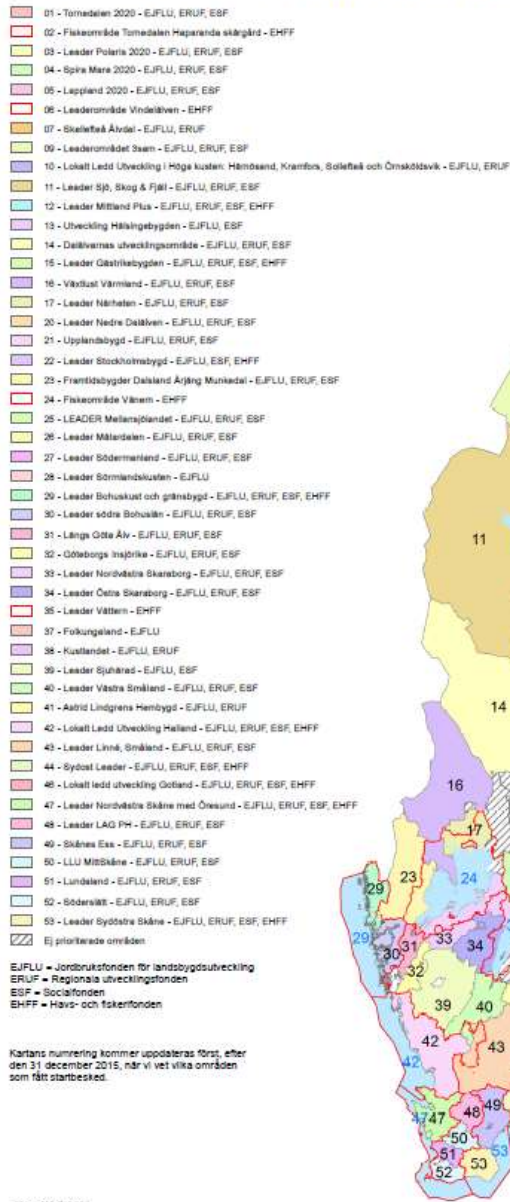 01 - Tornedalen 2020 - EJFLU, ERUF, ESF
02 - Fiskeområde Tornedalen Haparanda skärgård - EHFF
03 - Leader Polaris 2020 - EJFLU, ERUF, ESF
04 - Spira Mare 2020 - EJFLU, ERUF, ESF
05 - Lappland 2020 - EJFLU, ERUF, ESF
06 - Leaderområde Vindelälven - EHFF
07 - Skellefteå Älvdal - EJFLU, ERUF
09 - Leaderområdet 3sam - EJFLU, ERUF, ESF
10 - Lokalt Ledd Utveckling i Höga kusten: Härnösand, Kramfors, Sollefteå och Örnsköldsvik - EJFLU, ERUF
11 - Leader Sjö, Skog & Fjäll - EJFLU, ERUF, ESF
12 - Leader Mittland Plus - EJFLU, ERUF, ESF, EHFF
13 - Utveckling Hälsingebygden - EJFLU, ESF
14 - Dalälvarnas utvecklingsområde - EJFLU, ERUF, ESF
15 - Leader Gästrikebygden - EJFLU, ERUF, ESF, EHFF
16 - Växtlust Värmland - EJFLU, ERUF, ESF
17 - Leader Närheten - EJFLU, ERUF, ESF
20 - Leader Nedre Dalälven - EJFLU, ERUF, ESF
21 - Upplandsbygd - EJFLU, ERUF, ESF
22 - Leader Stockholmsbygd - EJFLU, ESF, EHFF
23 - Framtidsbygder Dalsland Årjäng Munkedal - EJFLU, ERUF, ESF
24 - Fiskeområde Vänern - EHFF
25 - LEADER Mellansjölandet - EJFLU, ERUF, ESF
26 - Leader Mälardalen - EJFLU, ERUF, ESF
27 - Leader Södermanland - EJFLU, ERUF, ESF
28 - Leader Sörmlandskusten - EJFLU
29 - Leader Bohuskust och gränsbygd - EJFLU, ERUF, ESF, EHFF
30 - Leader södra Bohuslän - EJFLU, ERUF, ESF
31 - Längs Göta Älv - EJFLU, ERUF, ESF
32 - Göteborgs Insjörike - EJFLU, ERUF, ESF
33 - Leader Nordvästra Skaraborg - EJFLU, ERUF, ESF
34 - Leader Östra Skaraborg - EJFLU, ERUF, ESF
35 - Leader Vättern - EHFF
37 - Folkungaland - EJFLU
38 - Kustlandet - EJFLU, ERUF
39 - Leader Sjuhärad - EJFLU, ESF
40 - Leader Västra Småland - EJFLU, ERUF, ESF
41 - Astrid Lindgrens Hembygd - EJFLU, ERUF
42 - Lokalt Ledd Utveckling Halland - EJFLU, ERUF, ESF, EHFF
43 - Leader Linné, Småland - EJFLU, ERUF, ESF
44 - Sydost Leader - EJFLU, ERUF, ESF, EHFF
46 - Lokalt ledd utveckling Gotland - EJFLU, ERUF, ESF, EHFF
47 - Leader Nordvästra Skåne med Öresund - EJFLU, ERUF, ESF, EHFF
48 - Leader LAG PH - EJFLU, ERUF, ESF
49 - Skånes Ess - EJFLU, ERUF, ESF
50 - LLU MittSkåne - EJFLU, ERUF, ESF
51 - Lundaland - EJFLU, ERUF, ESF
52 - Söderslätt - EJFLU, ERUF, ESF
53 - Leader Sydöstra Skåne - EJFLU, ERUF, ESF, EHFF
Ej prioriterade områden
EJFLU = Jordbruksfonden för landsbygdsutveckling
ERUF = Regionala utvecklingsfonden
ESF = Socialfonden
EHFF = Havs- och fiskerifonden
Kartans numrering kommer uppdateras först, efter
den 31 december 2015, när vi vet vilka områden
som fått startbesked.
11
14
16
17
24
23
29
29
33
34
30
31
32
39
40
42
42
43
47
47
48
49
50
51
53
53
52